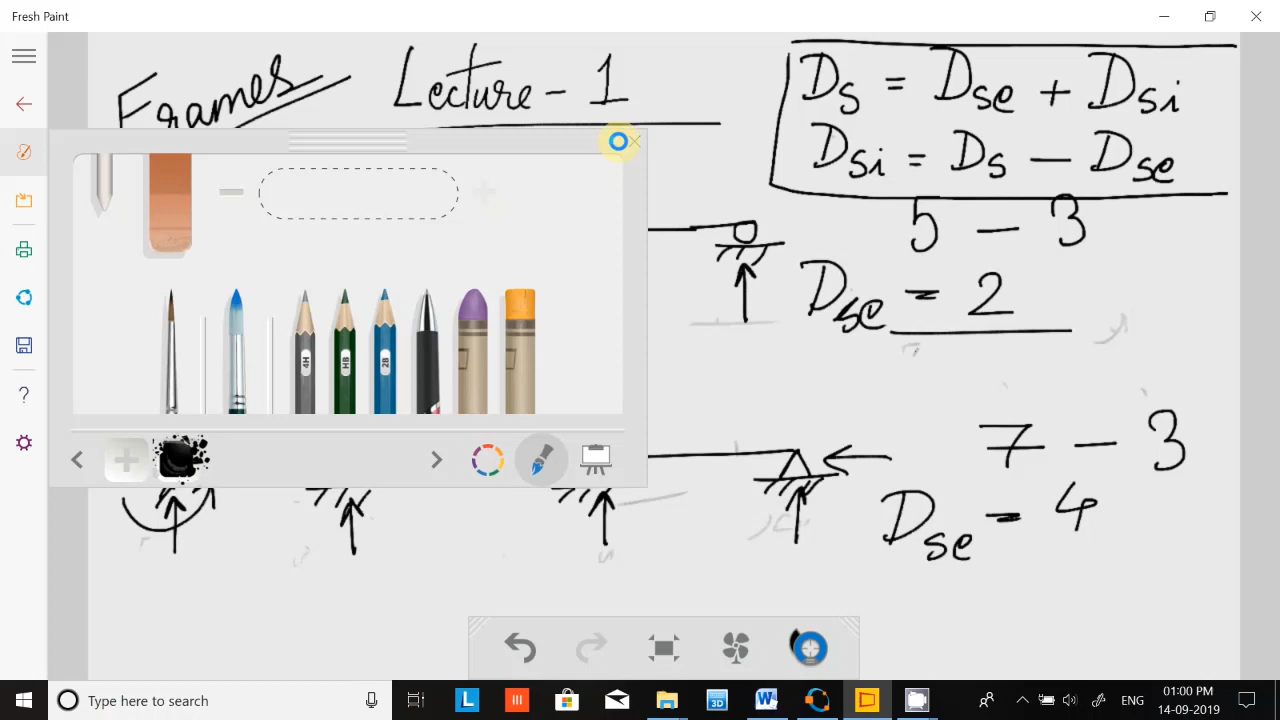 Fresh Paint
Frames Lecture - 1
Ds = Dse + Dsi
Dsi = Ds - Dse
5 - 3
Dse = 2
4H HB 2B
7 - 3
Dse = 4
?
Type here to search
L
3D
W
ENG
01:00 PM
14-09-2019